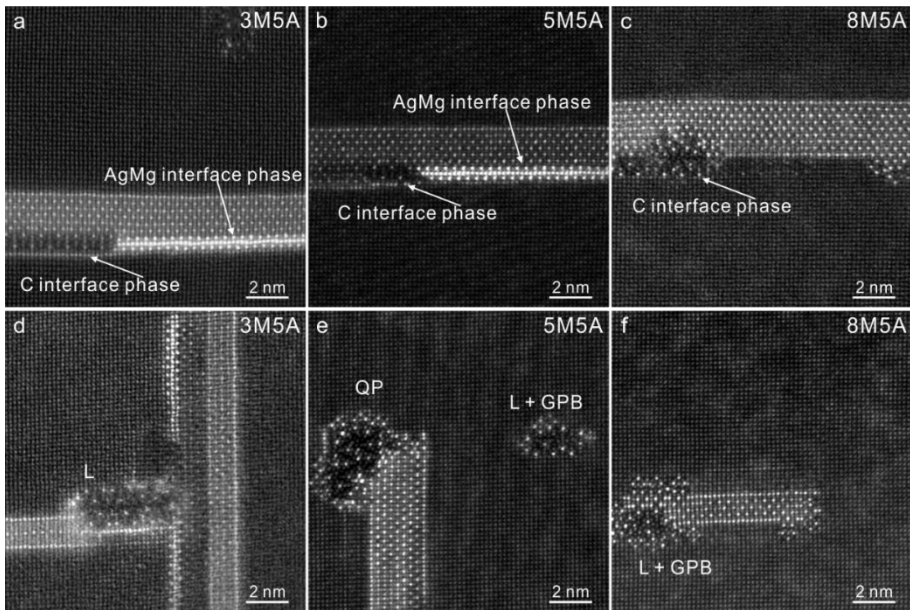 a
3M5A
AgMg interface phase
C interface phase
2 nm
b
5M5A
AgMg interface phase
C interface phase
2 nm
c
8M5A
C interface phase
2 nm
d
3M5A
L
2 nm
e
5M5A
QP
L + GPB
2 nm
f
8M5A
L + GPB
2 nm